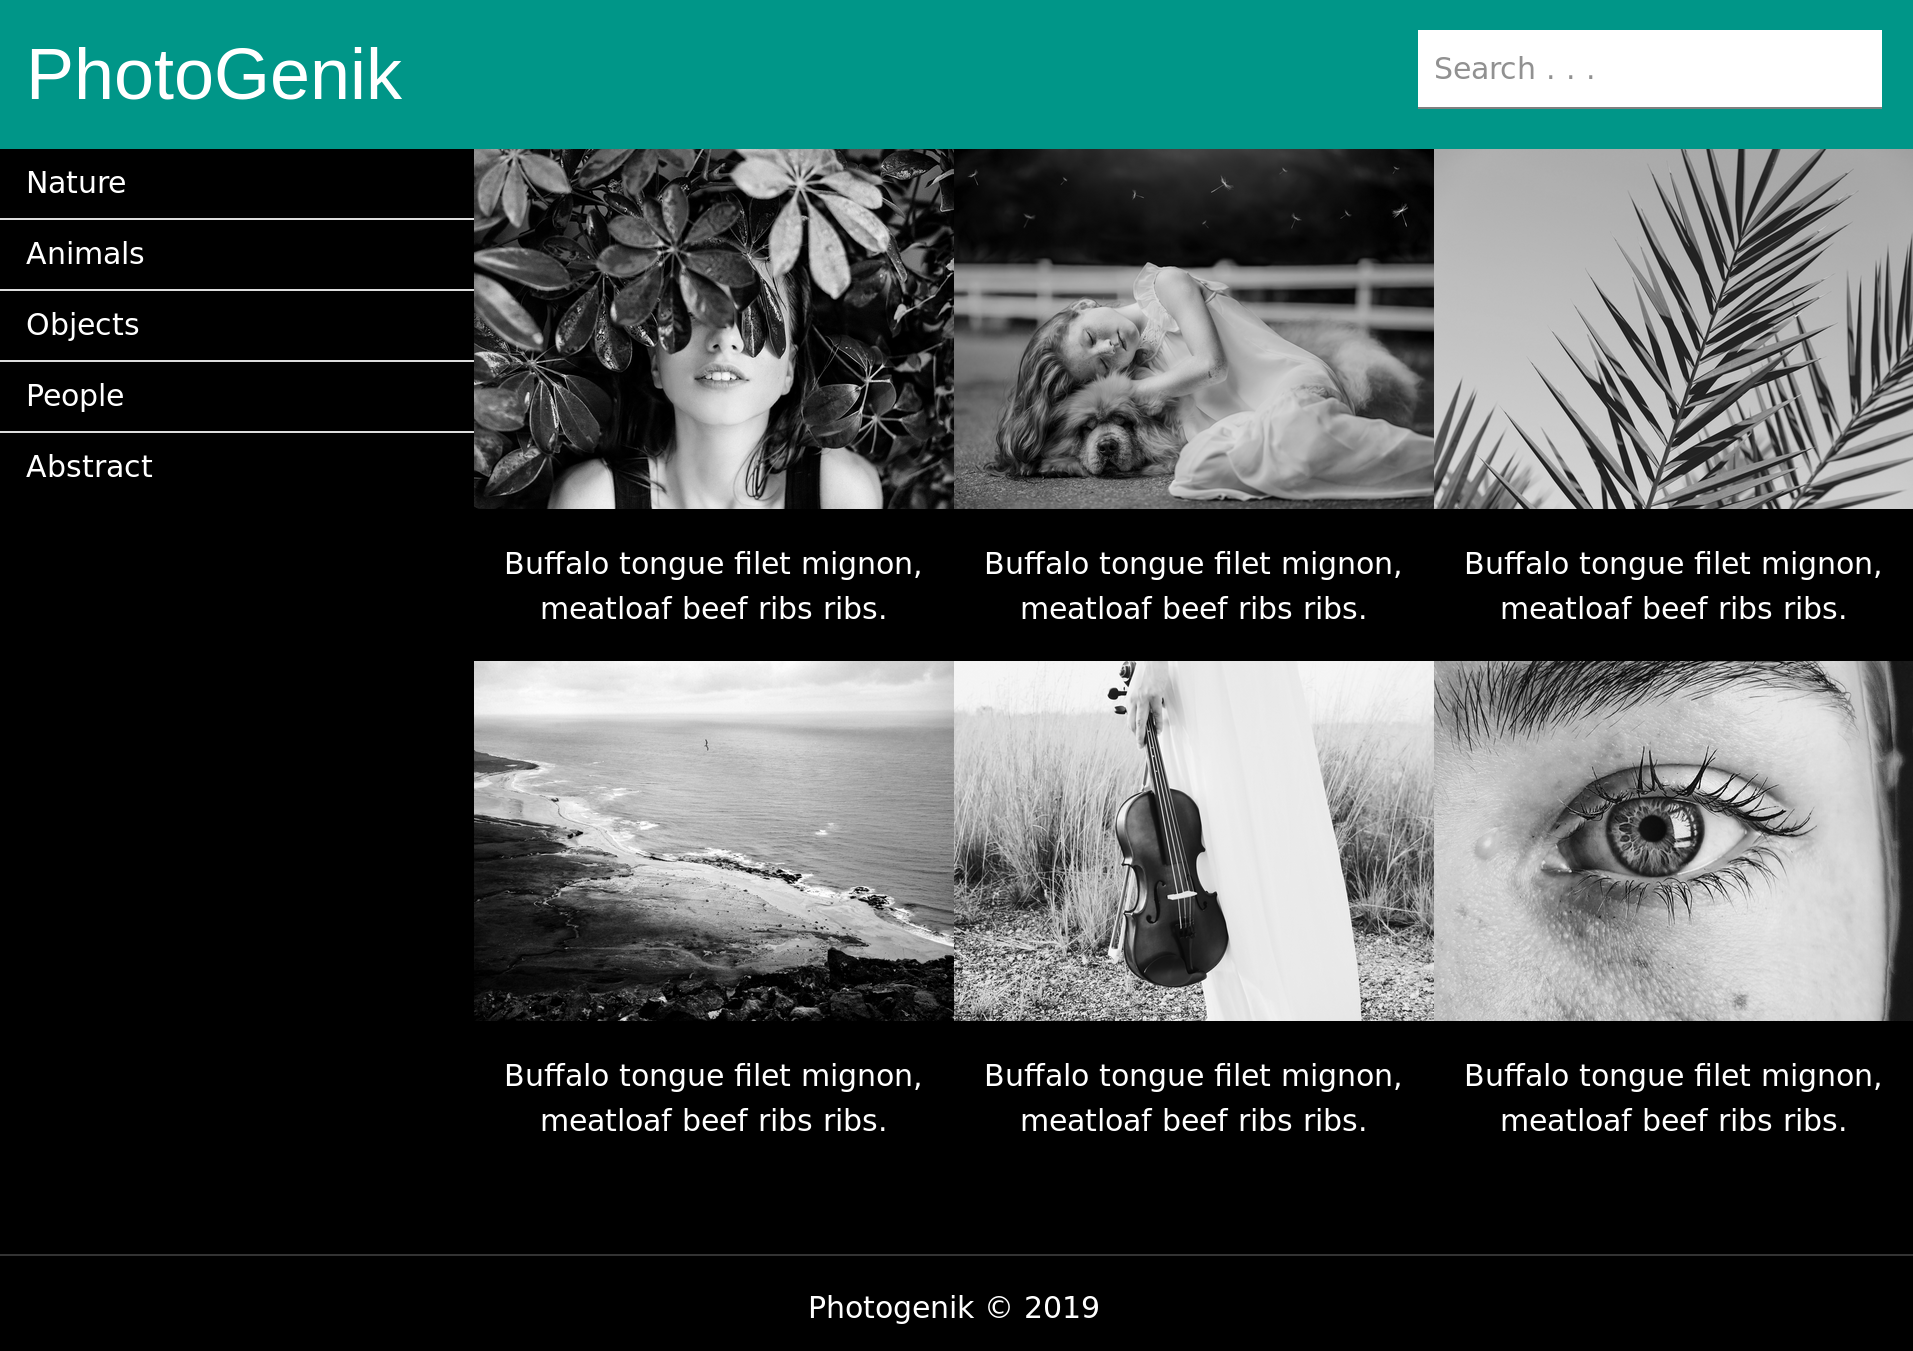 PhotoGenik
Search . . .
Nature
Animals
Objects
People
Abstract
Buffalo tongue filet mignon,
meatloaf beef ribs ribs.
Buffalo tongue filet mignon,
meatloaf beef ribs ribs.
Buffalo tongue filet mignon,
meatloaf beef ribs ribs.
Buffalo tongue filet mignon,
meatloaf beef ribs ribs.
Buffalo tongue filet mignon,
meatloaf beef ribs ribs.
Buffalo tongue filet mignon,
meatloaf beef ribs ribs.
Photogenik © 2019